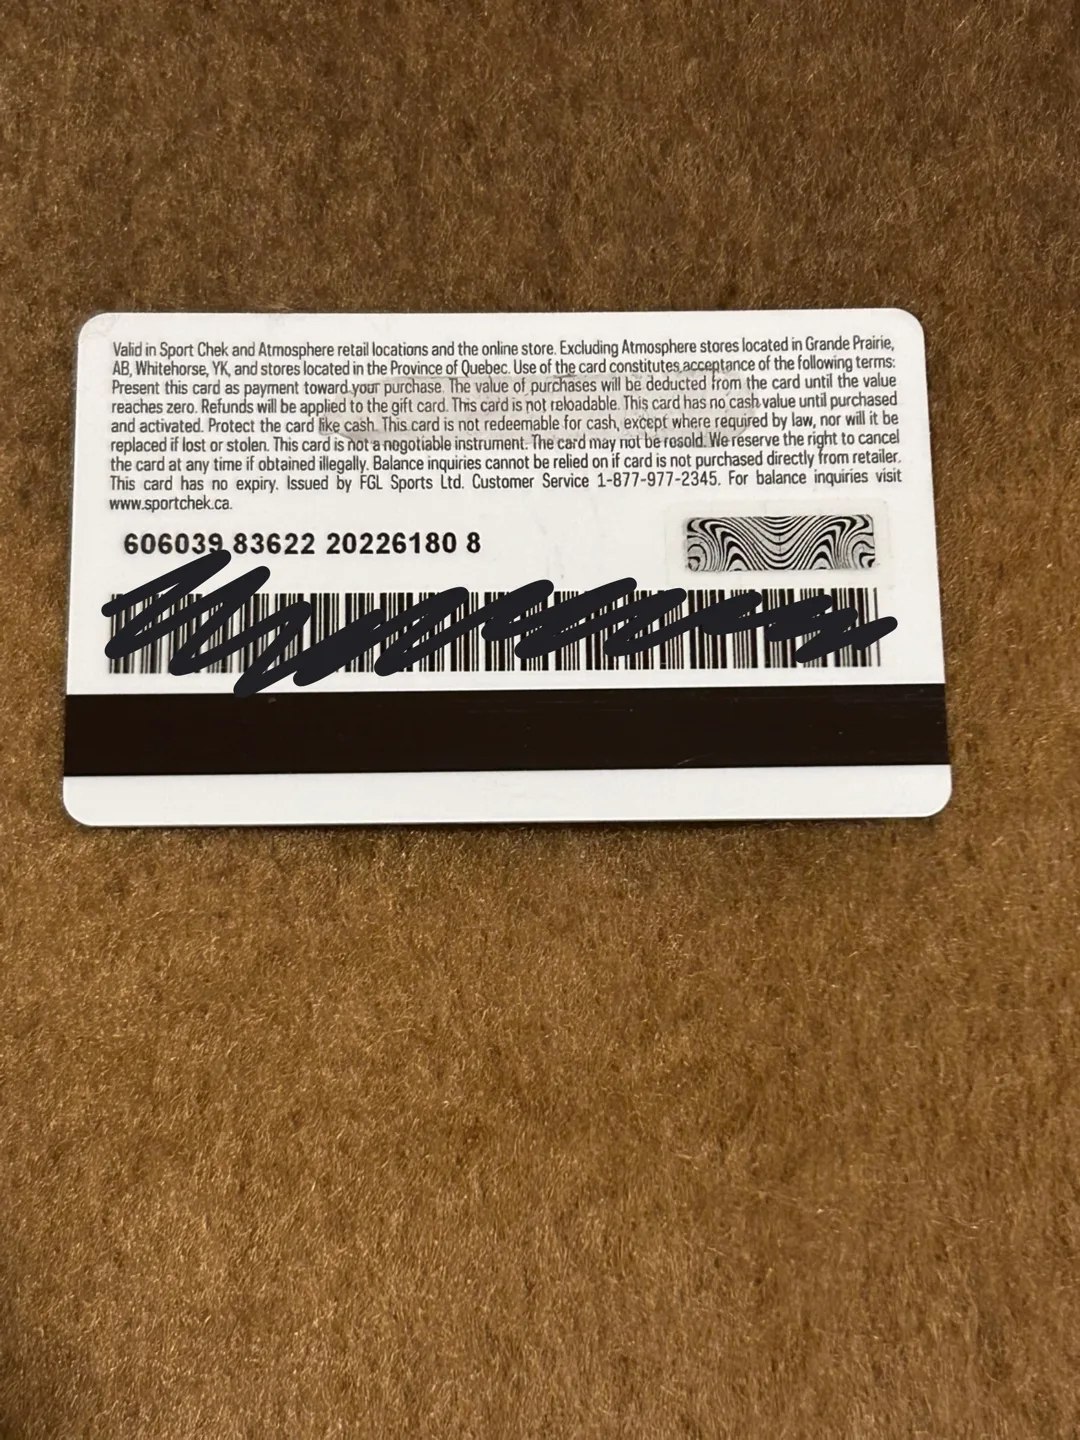 Valid in Sport Chek and Atmosphere retail locations and the online store. Excluding Atmosphere stores located in Grande Prairie,
AB, Whitehorse, YK, and stores located in the Province of Quebec. Use of the card constitutes acceptance of the following terms:
Present this card as payment toward your purchase. The value of purchases will be deducted from the card until the value
reaches zero. Refunds will be applied to the gift card. This card is not reloadable. This card has no cash value until purchased
and activated. Protect the card like cash. This card is not redeemable for cash, except where required by law, nor will it be
replaced if lost or stolen. This card is not a negotiable instrument. The card may not be resold. We reserve the right to cancel
the card at any time if obtained illegally. Balance inquiries cannot be relied on if card is not purchased directly from retailer.
This card has no expiry. Issued by FGL Sports Ltd. Customer Service 1-877-977-2345. For balance inquiries visit
www.sportchek.ca.
606039 83622 20226180 8